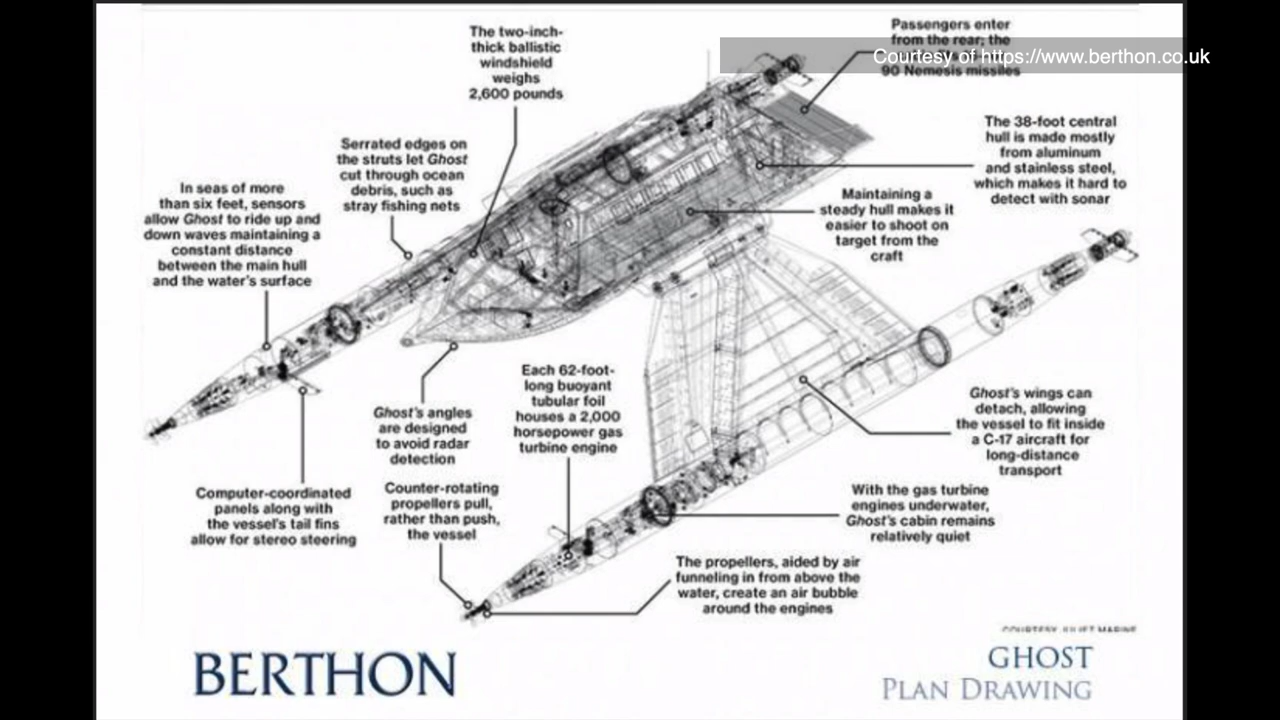 The two-inch-
thick ballistic
windshield
weighs
2,600 pounds
Passengers enter
from the rear; the
Courtesy of https://www.berthon.co.uk
90 Nemesis missiles
The 38-foot central
hull is made mostly
from aluminum
and stainless steel,
which makes it hard to
detect with sonar
Serrated edges on
the struts let Ghost
cut through ocean
debris, such as
stray fishing nets
In seas of more
than six feet, sensors
allow Ghost to ride up and
down waves maintaining a
constant distance
between the main hull
and the water's surface
Maintaining a
steady hull makes it
easier to shoot on
target from the
craft
Each 62-foot-
long buoyant
tubular foil
houses a 2,000
horsepower gas
turbine engine
Ghost's angles
are designed
to avoid radar
detection
Ghost's wings can
detach, allowing
the vessel to fit inside
a C-17 aircraft for
long-distance
transport
Computer-coordinated
panels along with
the vessel's tail fins
allow for stereo steering
Counter-rotating
propellers pull,
rather than push,
the vessel
With the gas turbine
engines underwater,
Ghost's cabin remains
relatively quiet
The propellers, aided by air
funneling in from above the
water, create an air bubble
around the engines
COURTESY JULIET MARINE
BERTHON
GHOST
PLAN DRAWING